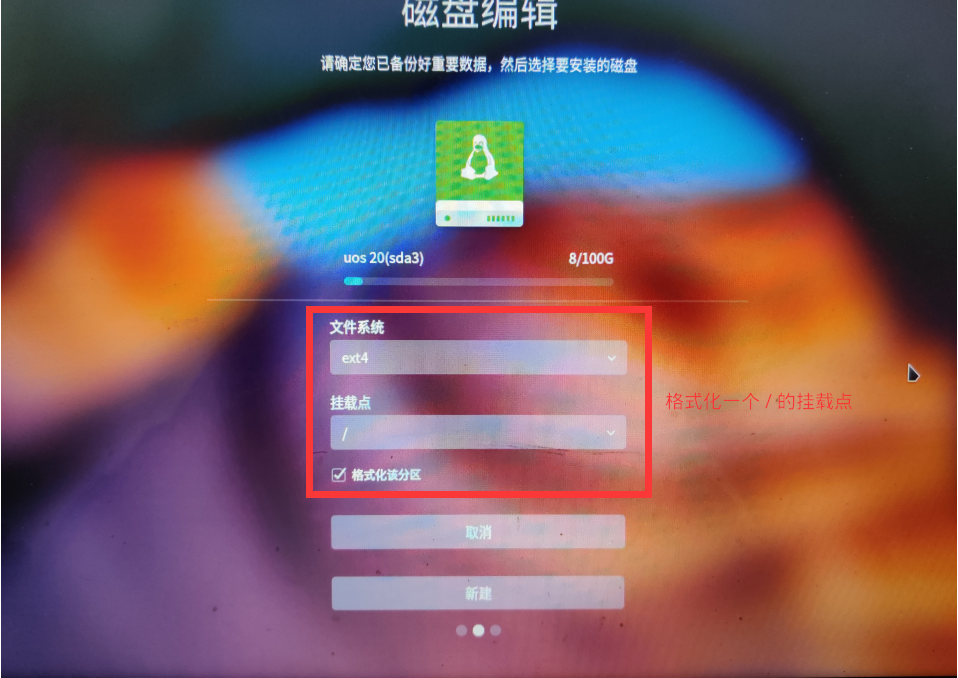 磁盘编辑
请确定您已备份好重要数据，然后选择要安装的磁盘
uos 20(sda3) 8/100G
文件系统
ext4
挂载点
/
格式化一个 / 的挂载点
格式化该分区
取消
新建